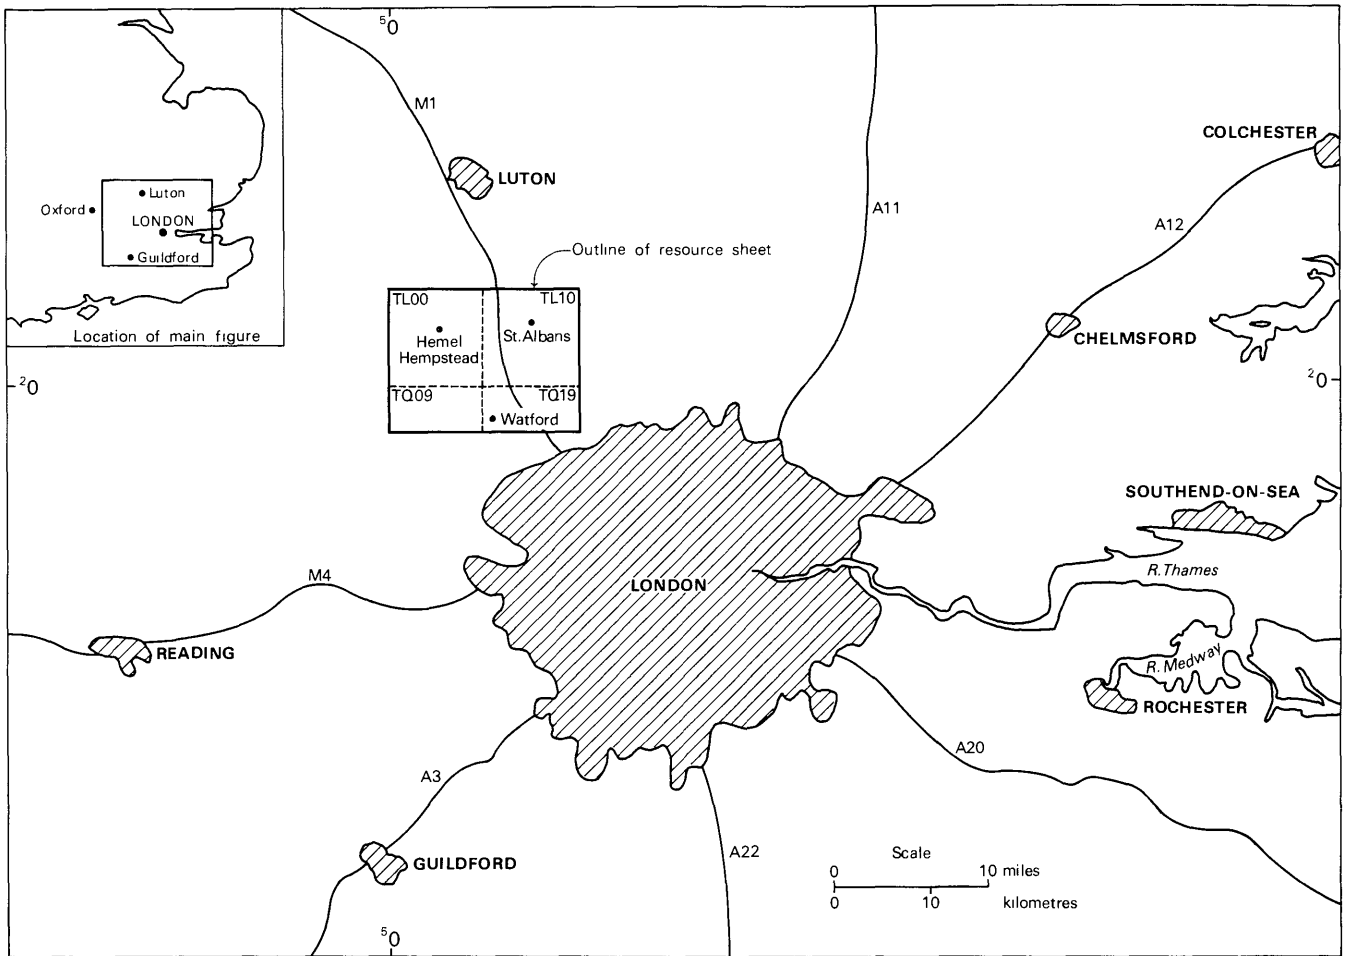 ⁵0
M1
COLCHESTER
LUTON
A11
A12
Luton
Oxford
LONDON
Guildford
Location of main figure
Outline of resource sheet
TL00
TL10
Hemel
Hempstead
St. Albans
CHELMSFORD
²0
²0
TQ09
TQ19
Watford
SOUTHEND-ON-SEA
R. Thames
M4
LONDON
READING
R. Medway
ROCHESTER
A3
A20
A22
GUILDFORD
Scale
0 10 miles
0 10 kilometres
⁵0